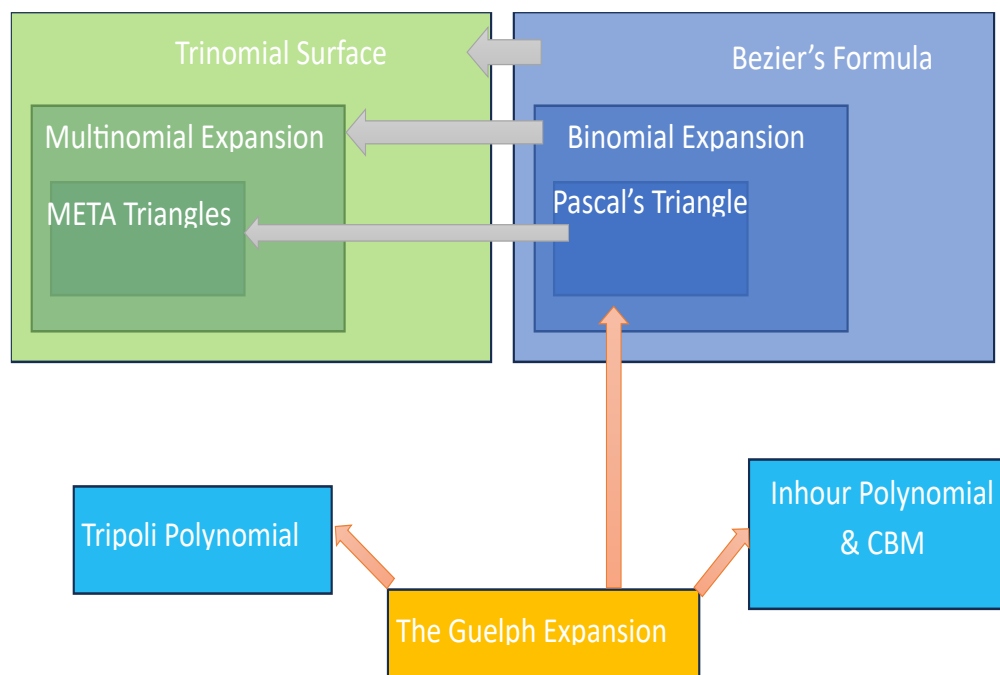 Trinomial Surface
Bezier's Formula
Multinomial Expansion
Binomial Expansion
META Triangles
Pascal's Triangle
Tripoli Polynomial
Inhour Polynomial
& CBM
The Guelph Expansion